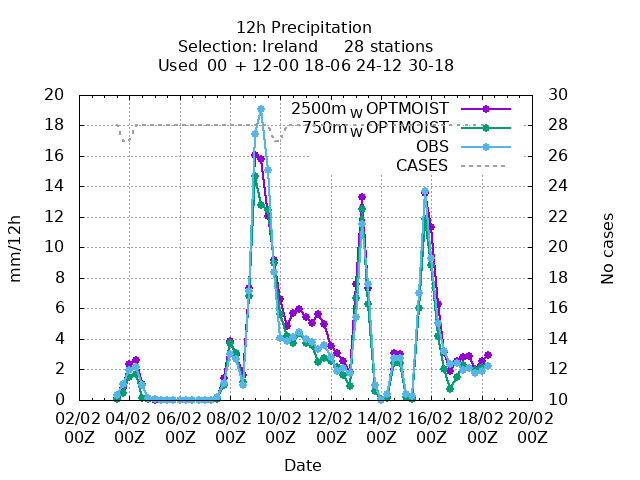 12h Precipitation
Selection: Ireland 28 stations
Used 00 + 12-00 18-06 24-12 30-18
2500m W OPTMOIST
750m W OPTMOIST
OBS
CASES
20
18
16
14
12
10
8
6
4
2
0
mm/12h
30
28
26
24
22
20
18
16
14
12
10
No cases
02/02 04/02 06/02 08/02 10/02 12/02 14/02 16/02 18/02 20/02
00Z 00Z 00Z 00Z 00Z 00Z 00Z 00Z 00Z 00Z
Date